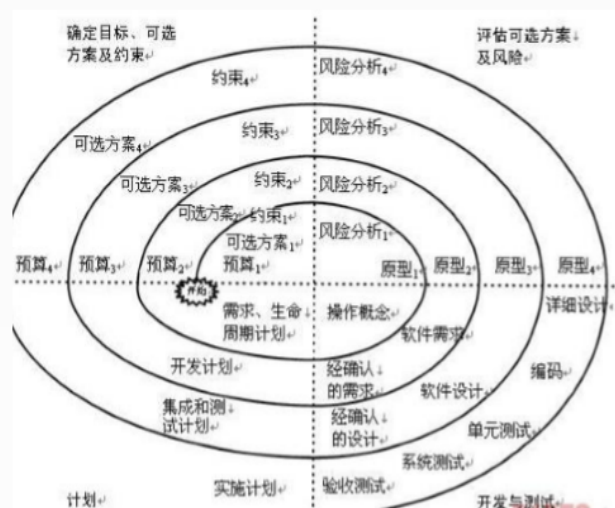 确定目标、可选
方案及约束
评估可选方案
及风险
约束4
风险分析4
可选方案4
约束3
风险分析3
可选方案3
约束2
风险分析2
可选方案2
约束1
可选方案1
风险分析1
预算4
预算3
预算2
预算1
原型1
原型2
原型3
原型4
开始
需求、生命
周期计划
操作概念
软件需求
详细设计
开发计划
经确认
的需求
软件设计
编码
集成和测
试计划
经确认
的设计
单元测试
系统测试
实施计划
验收测试
计划
开发与测试